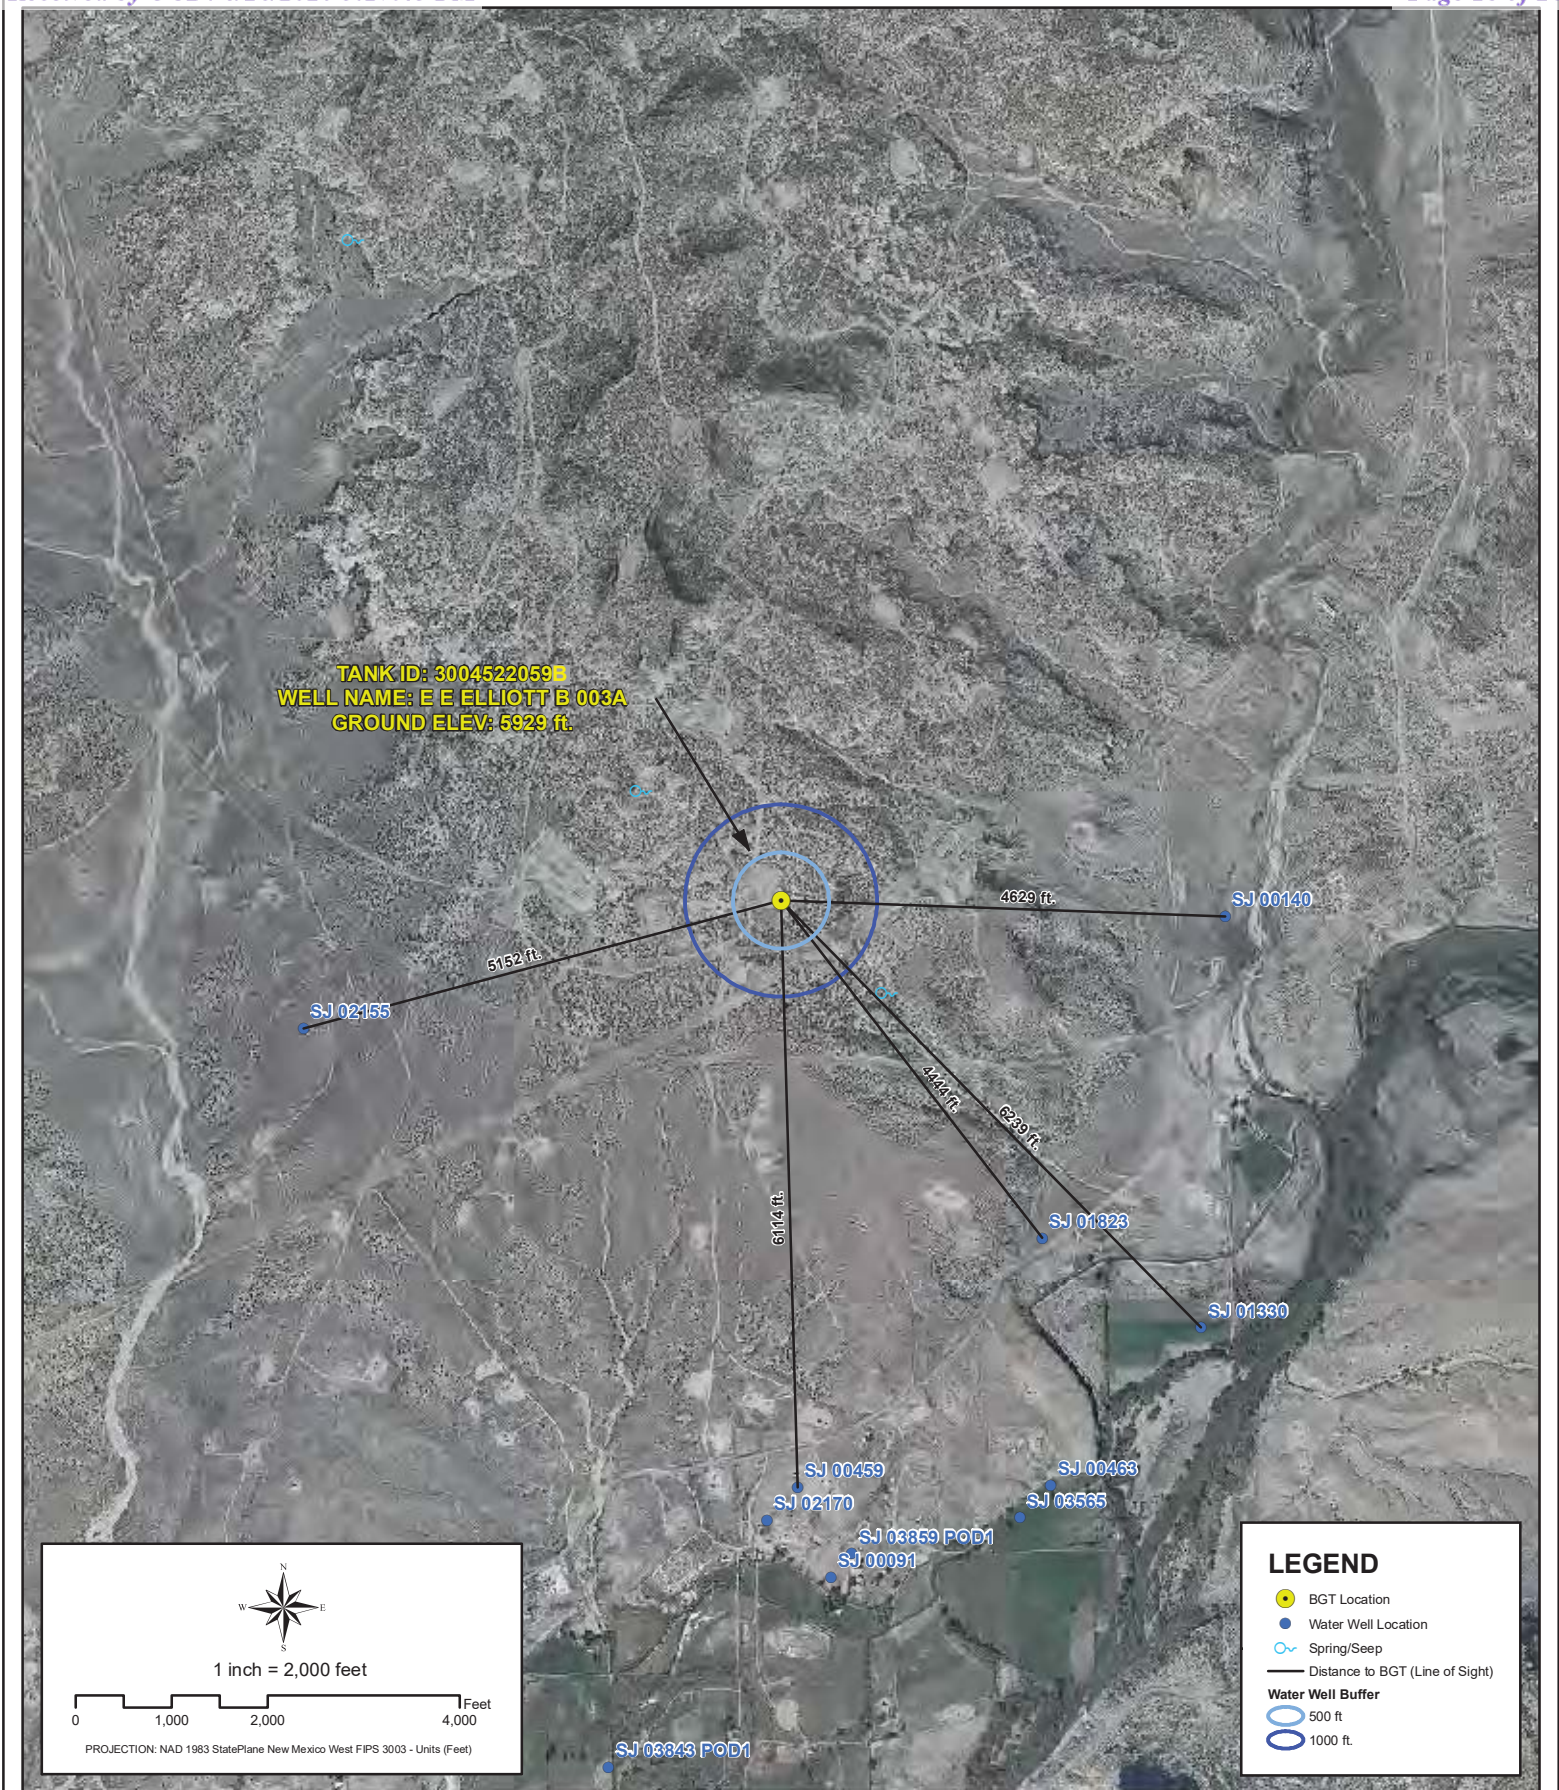 TANK ID: 3004522059B
WELL NAME: E E ELLIOTT B 003A
GROUND ELEV: 5929 ft.
4629 ft.
SJ 00140
5152 ft.
SJ 02155
4444 ft.
6239 ft.
6114 ft.
SJ 01823
SJ 01330
SJ 00459
SJ 00463
SJ 02170
SJ 03565
SJ 03859 POD1
SJ 00091
SJ 03843 POD1
N
W E
S
1 inch = 2,000 feet
Feet
0 1,000 2,000 4,000
PROJECTION: NAD 1983 StatePlane New Mexico West FIPS 3003 - Units (Feet)
LEGEND
BGT Location
Water Well Location
Spring/Seep
Distance to BGT (Line of Sight)
Water Well Buffer
500 ft
1000 ft.